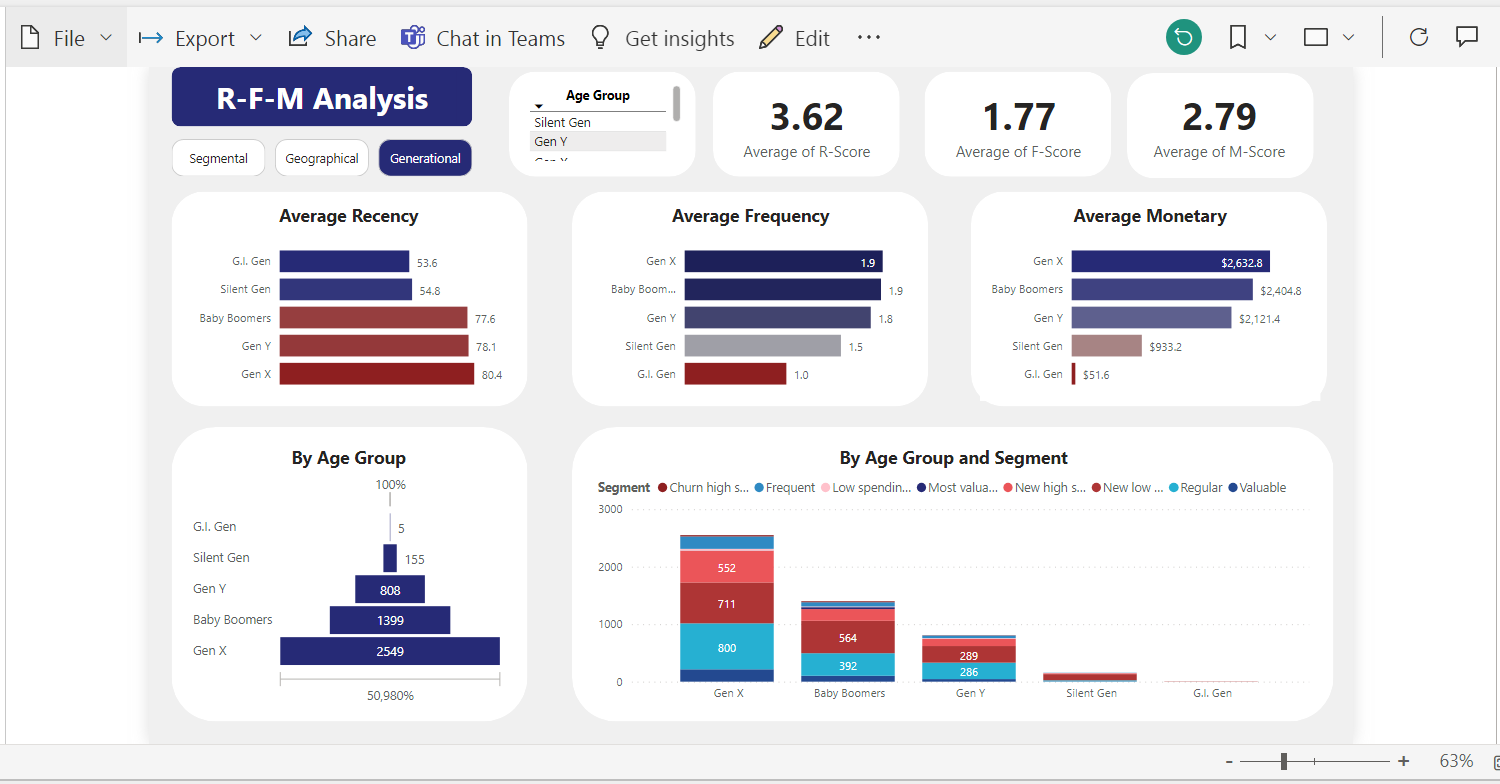 File
Export
Share
Chat in Teams
Get insights
Edit
R-F-M Analysis
Segmental
Geographical
Generational
Age Group
Silent Gen
Gen Y
3.62
Average of R-Score
1.77
Average of F-Score
2.79
Average of M-Score
Average Recency
G.I. Gen 53.6
Silent Gen 54.8
Baby Boomers 77.6
Gen Y 78.1
Gen X 80.4
Average Frequency
Gen X 1.9
Baby Boom... 1.9
Gen Y 1.8
Silent Gen 1.5
G.I. Gen 1.0
Average Monetary
Gen X $2,632.8
Baby Boomers $2,404.8
Gen Y $2,121.4
Silent Gen $933.2
G.I. Gen $51.6
By Age Group
100%
G.I. Gen 5
Silent Gen 155
Gen Y 808
Baby Boomers 1399
Gen X 2549
50,980%
By Age Group and Segment
Segment Churn high s... Frequent Low spendin... Most valua... New high s... New low ... Regular Valuable
3000
2000
1000
0
552
711
800
564
392
289
286
Gen X Baby Boomers Gen Y Silent Gen G.I. Gen
- + 63%